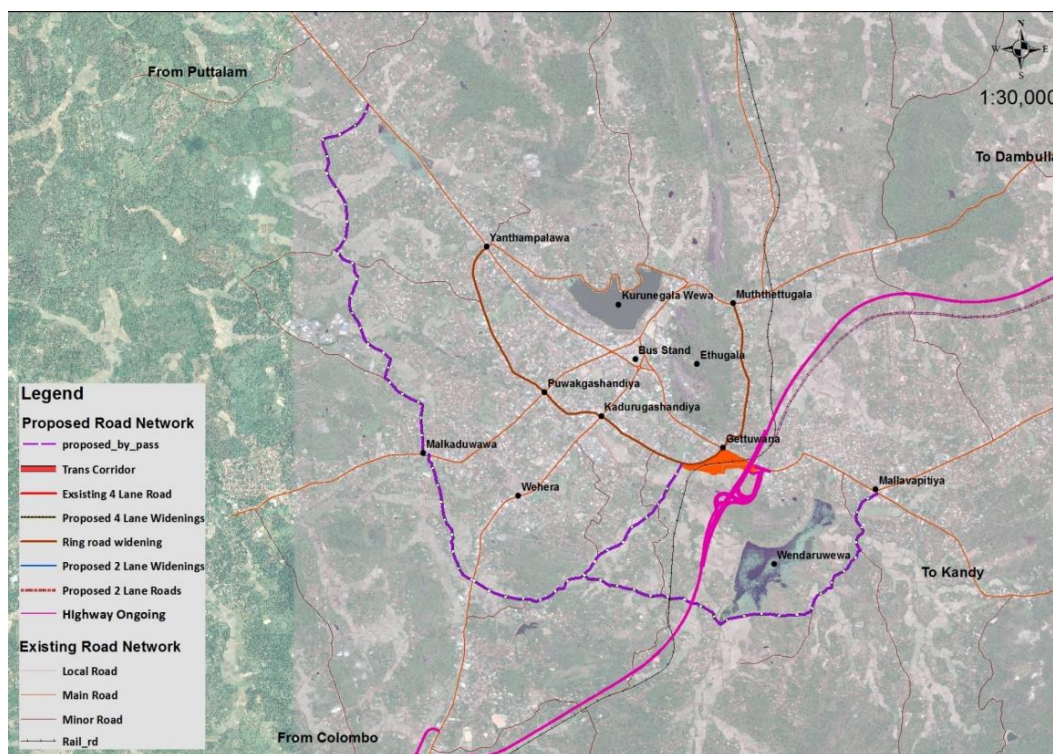 N
W E
S
1:30,000
From Puttalam
To Dambulla
Yanthampalawa
Kurunegala Wewa
Muththettugala
Bus Stand
Ethugala
Puwakgashandiya
Kadurugashandiya
Malkaduwawa
Gettuwana
Wehera
Mallavapitiya
Wendaruwewa
To Kandy
From Colombo
Legend
Proposed Road Network
proposed_by_pass
Trans Corridor
Exsisting 4 Lane Road
Proposed 4 Lane Widenings
Ring road widening
Proposed 2 Lane Widenings
Proposed 2 Lane Roads
HIghway Ongoing
Existing Road Network
Local Road
Main Road
Minor Road
Rail_rd